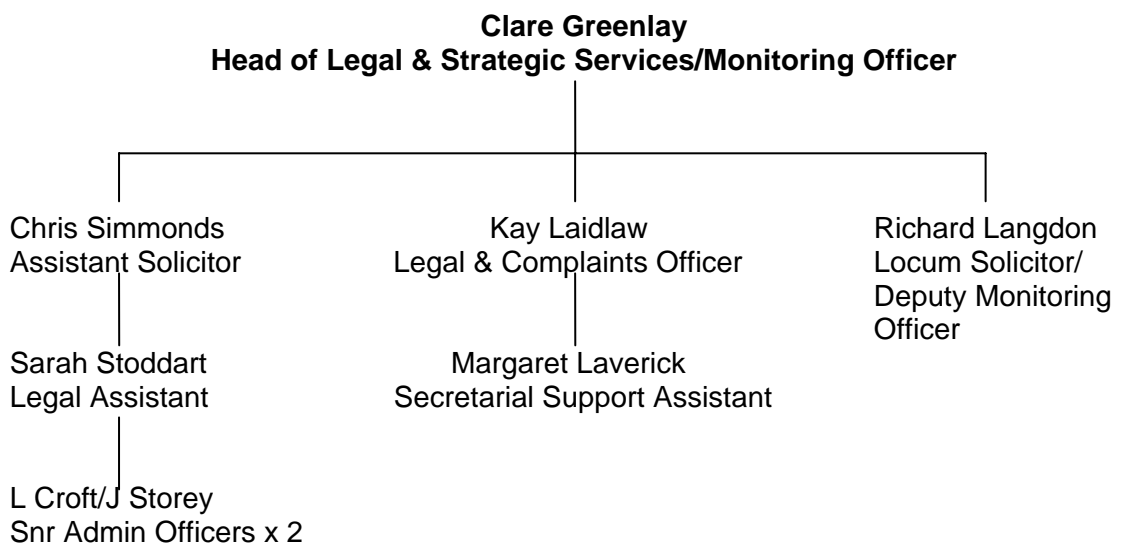 Clare Greenlay
Head of Legal & Strategic Services/Monitoring Officer
Chris Simmonds
Assistant Solicitor
Kay Laidlaw
Legal & Complaints Officer
Richard Langdon
Locum Solicitor/
Deputy Monitoring
Officer
Sarah Stoddart
Legal Assistant
Margaret Laverick
Secretarial Support Assistant
L Croft/J Storey
Snr Admin Officers x 2